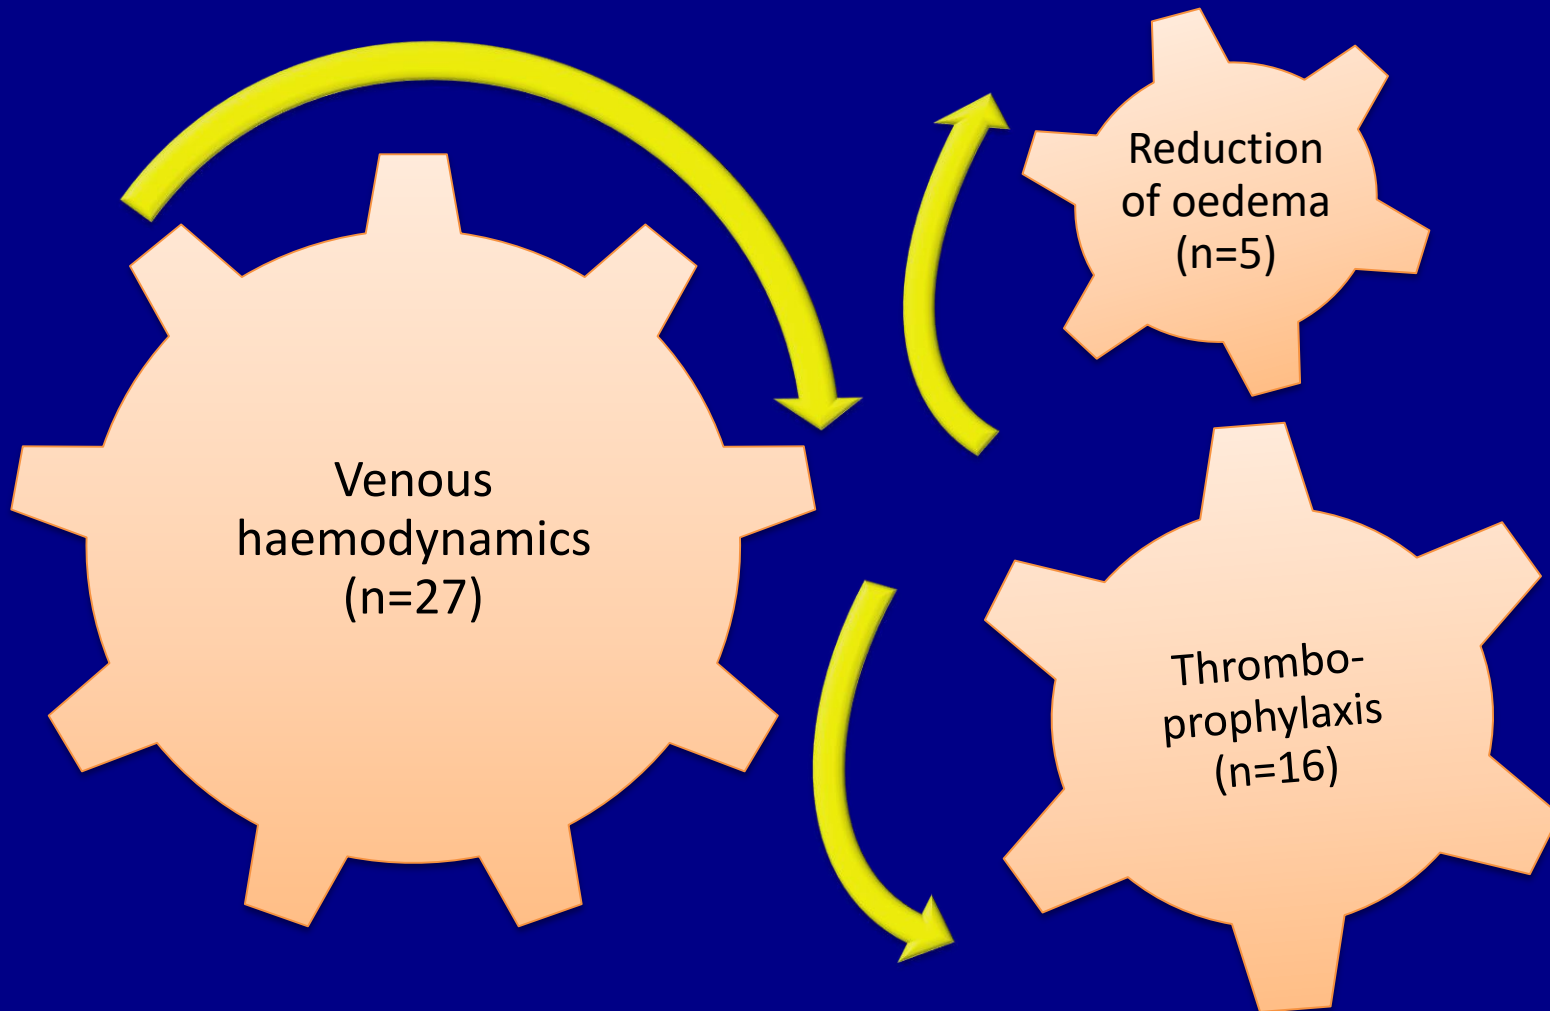 Venous
haemodynamics
(n=27)
Reduction
of oedema
(n=5)
Thrombo-
prophylaxis
(n=16)